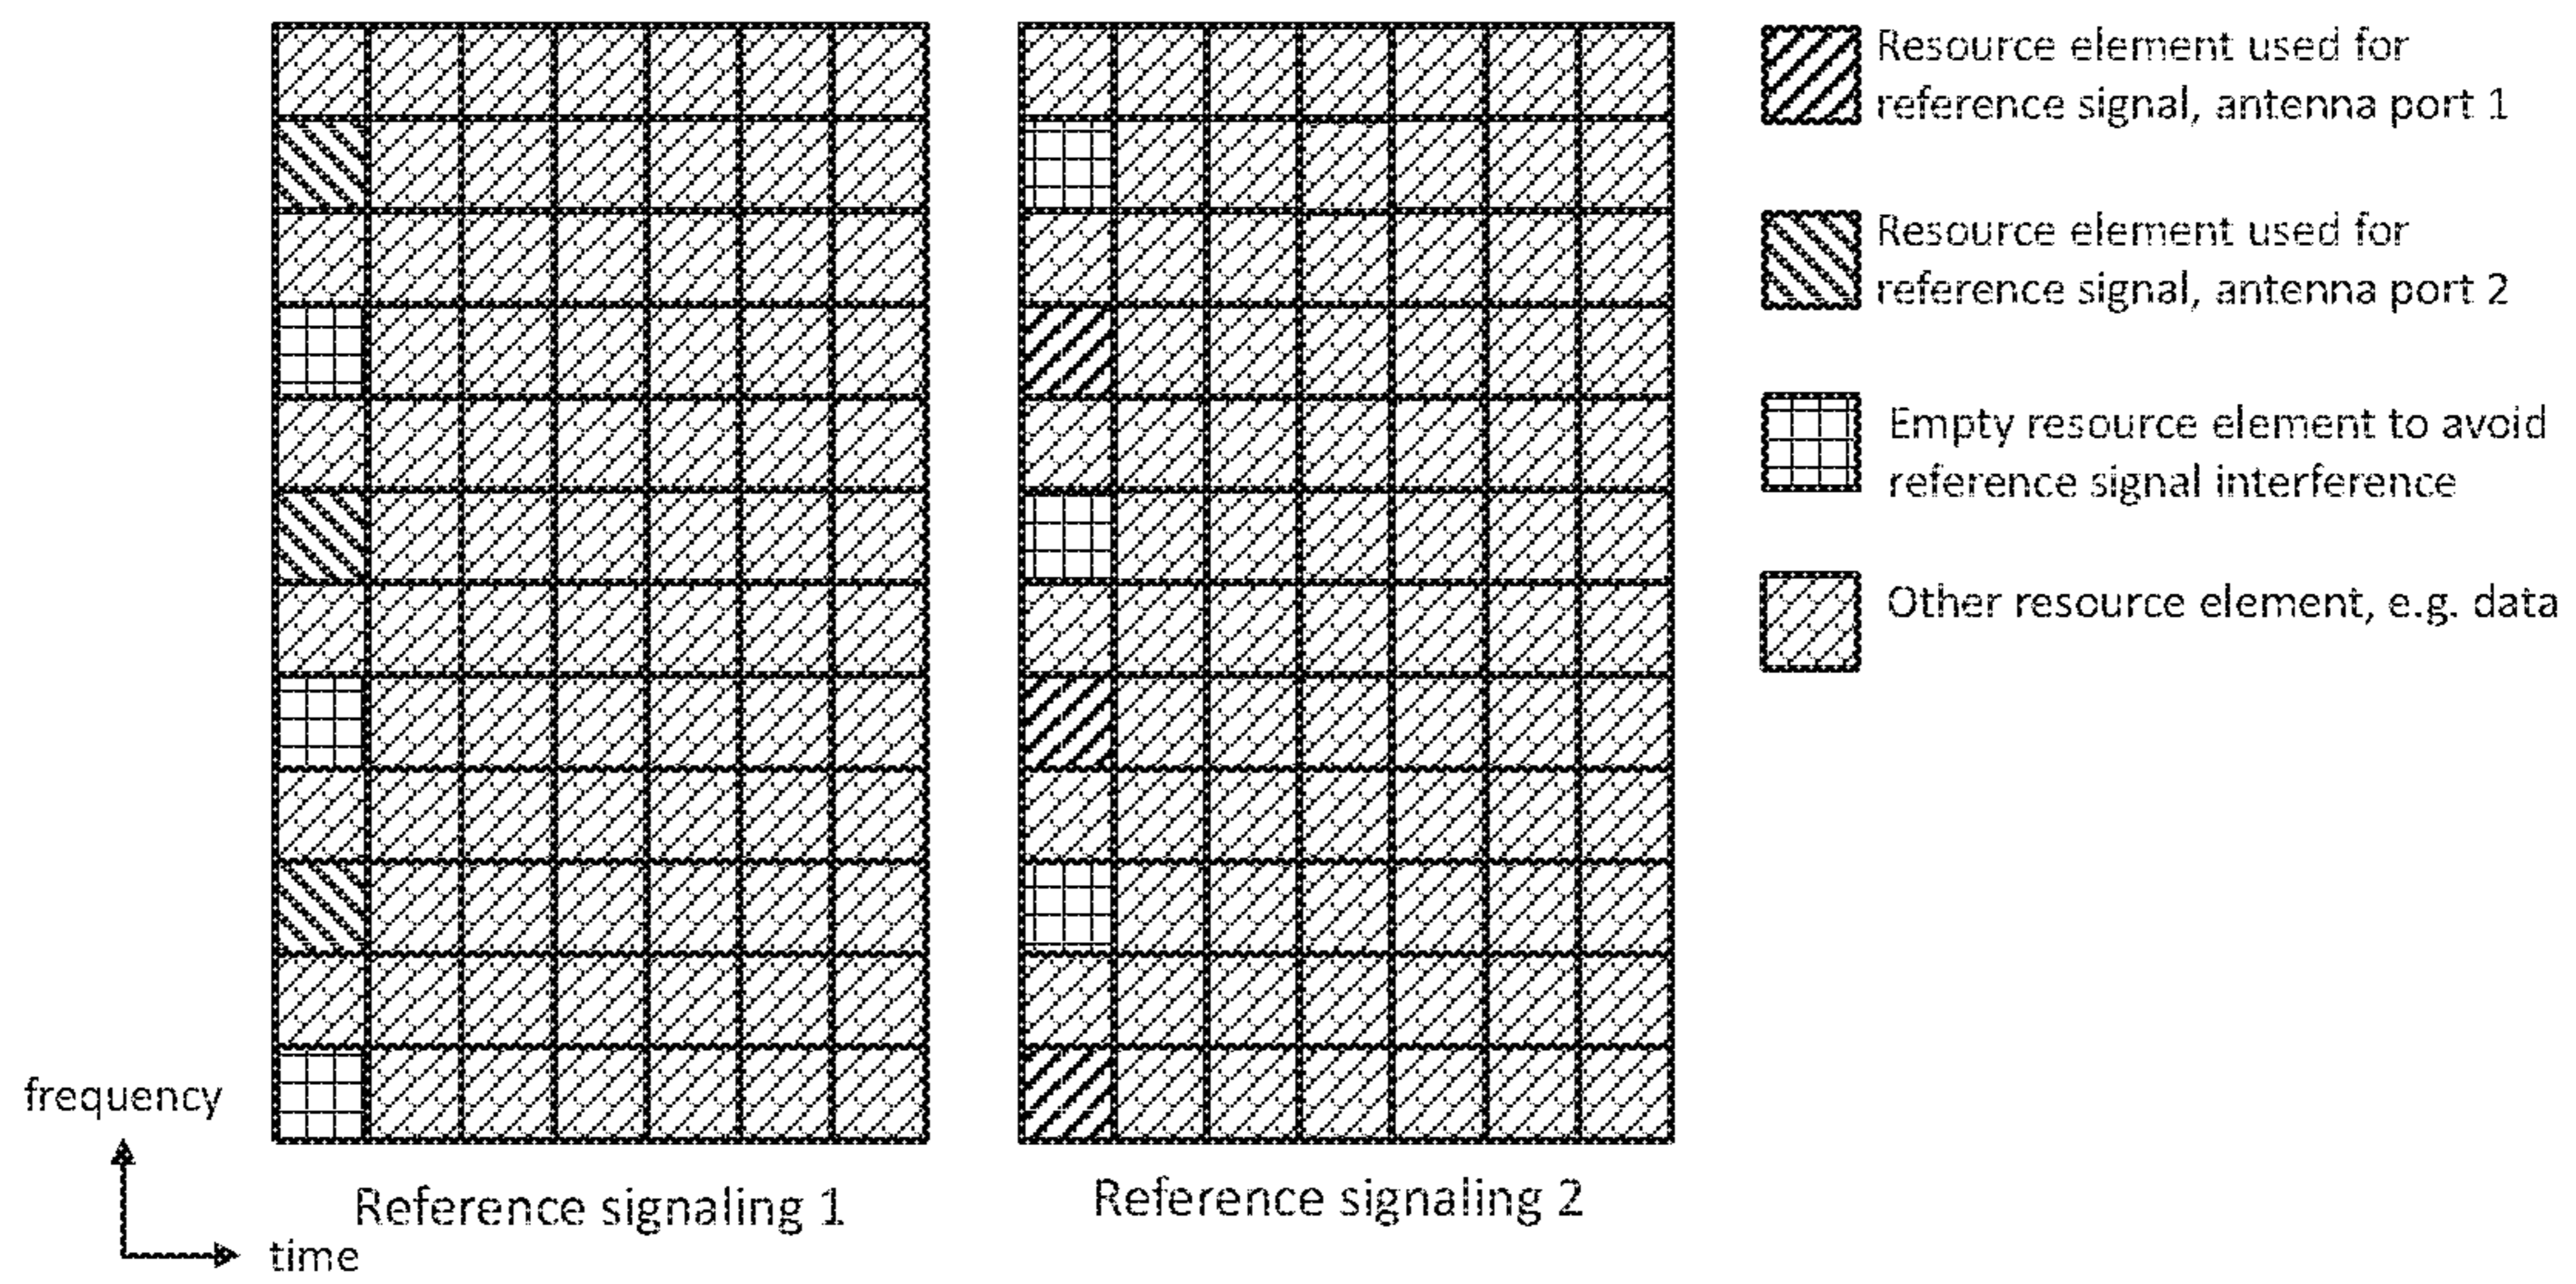 Resource element used for
reference signal, antenna port 1
Resource element used for
reference signal, antenna port 2
Empty resource element to avoid
reference signal interference
Other resource element, e.g. data
frequency
time
Reference signaling 1
Reference signaling 2